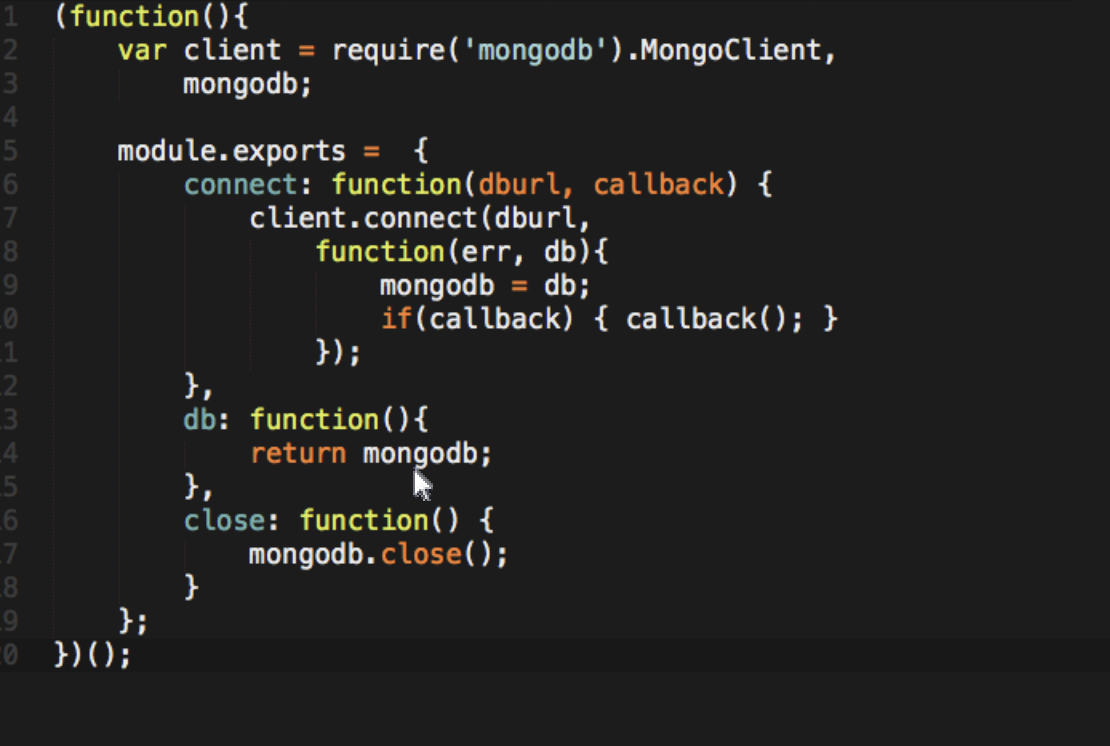 1 (function(){
2 var client = require('mongodb').MongoClient,
3 mongodb;
4
5 module.exports =  {
6 connect: function(dburl, callback) {
7 client.connect(dburl,
8 function(err, db){
9 mongodb = db;
0 if(callback) { callback(); }
1 });
2 },
3 db: function(){
4 return mongodb;
5 },
6 close: function() {
7 mongodb.close();
8 }
9 };
0 })();